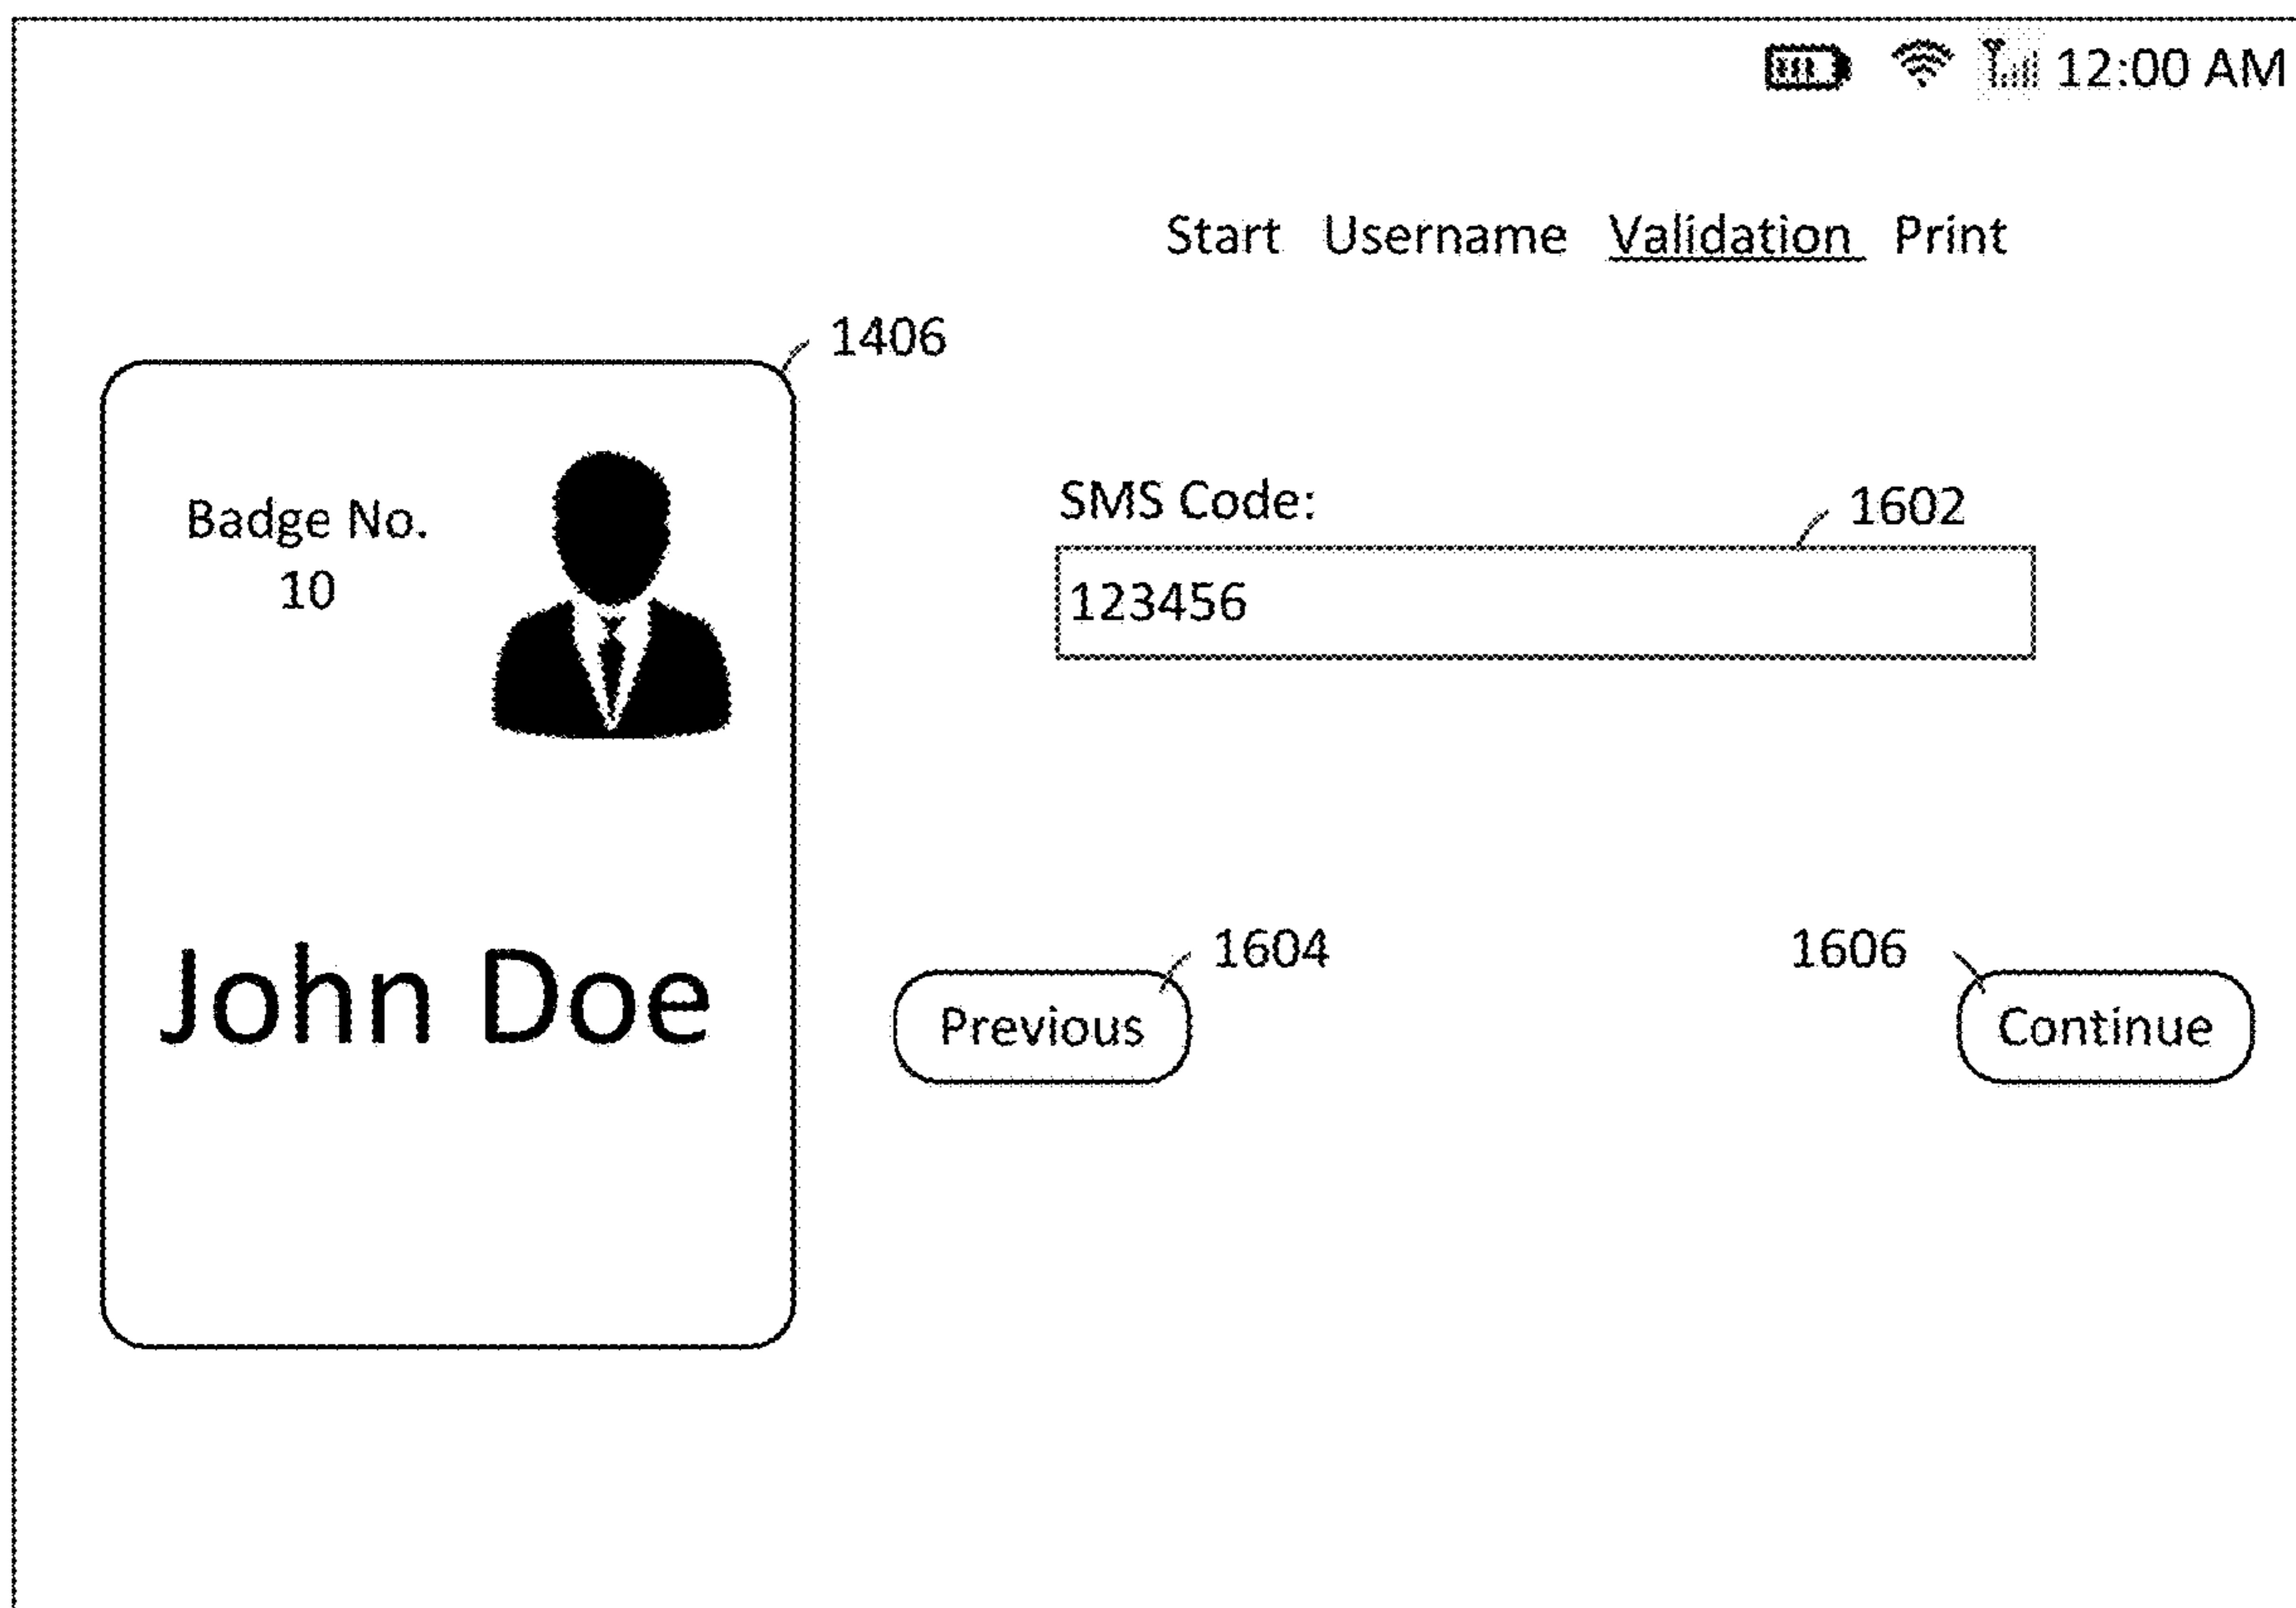 12:00 AM
Start Username Validation Print
1406
Badge No.
10
John Doe
SMS Code:
1602
123456
1604
Previous
1606
Continue